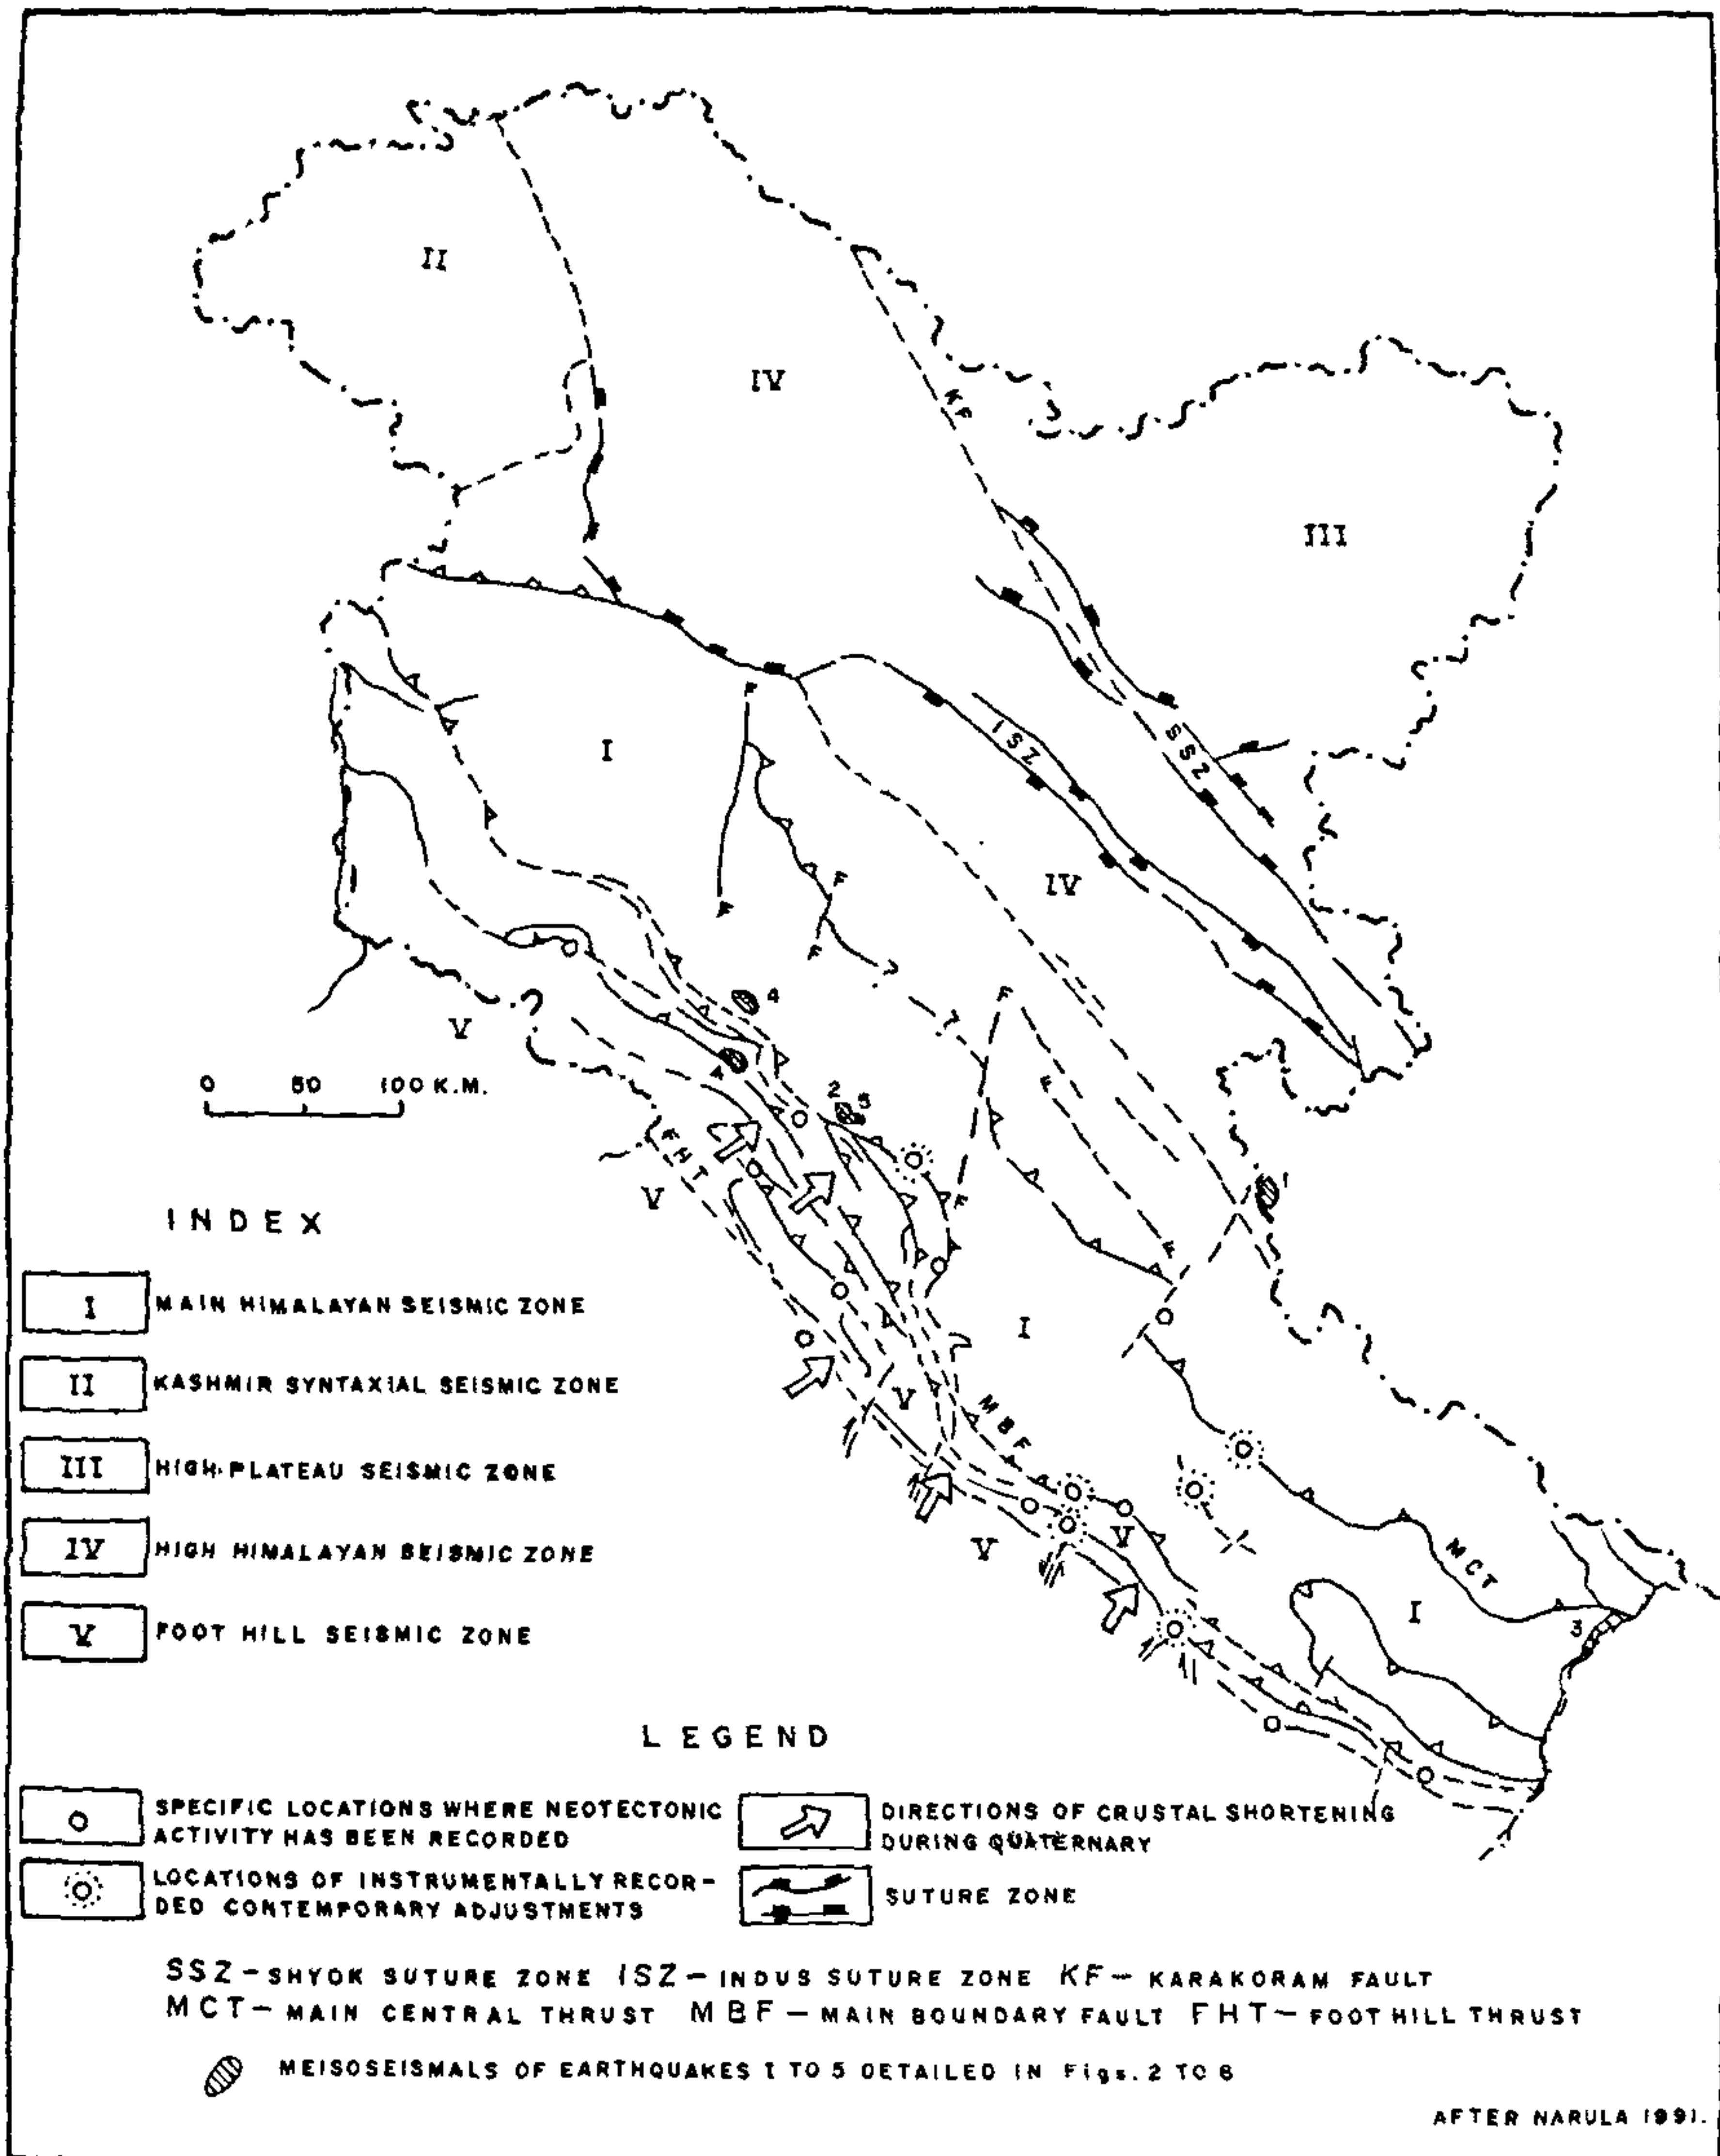 II
IV
KF
III
I
ISZ
SSZ
IV
F
F
F
F
F
4
V
F
4
0 50 100 K.M.
2 5
F
FHT
V
F
1
F
INDEX
I MAIN HIMALAYAN SEISMIC ZONE
I
II KASHMIR SYNTAXIAL SEISMIC ZONE
V
MBF
III HIGH PLATEAU SEISMIC ZONE
V
V
IV HIGH HIMALAYAN SEISMIC ZONE
MCT
I
3
V FOOT HILL SEISMIC ZONE
LEGEND
SPECIFIC LOCATIONS WHERE NEOTECTONIC
ACTIVITY HAS BEEN RECORDED
DIRECTIONS OF CRUSTAL SHORTENING
DURING QUATERNARY
LOCATIONS OF INSTRUMENTALLY RECOR-
DED CONTEMPORARY ADJUSTMENTS
SUTURE ZONE
SSZ - SHYOK SUTURE ZONE ISZ - INDUS SUTURE ZONE KF - KARAKORAM FAULT
MCT - MAIN CENTRAL THRUST MBF - MAIN BOUNDARY FAULT FHT - FOOT HILL THRUST
MEISOSEISMALS OF EARTHQUAKES 1 TO 5 DETAILED IN Figs. 2 TO 6
AFTER NARULA 1991.